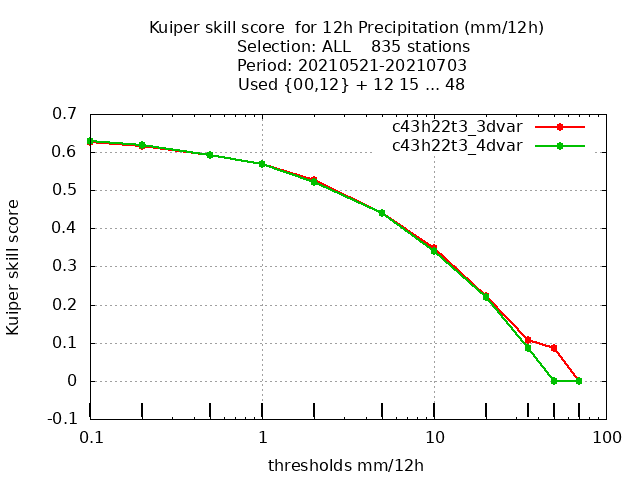 Kuiper skill score  for 12h Precipitation (mm/12h)
Selection: ALL    835 stations
Period: 20210521-20210703
Used {00,12} + 12 15 ... 48
c43h22t3_3dvar
c43h22t3_4dvar
Kuiper skill score
0.7
0.6
0.5
0.4
0.3
0.2
0.1
0
-0.1
0.1 1 10 100
thresholds mm/12h